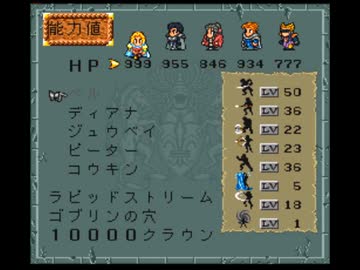 能力値
HP 999 955 846 934 777
ベル
ディアナ
ジュウベイ
ピーター
コウキン
LV 50
LV 36
LV 22
LV 23
LV 36
LV 5
LV 18
LV 1
ラピッドストリーム
ゴブリンの穴
10000クラウン